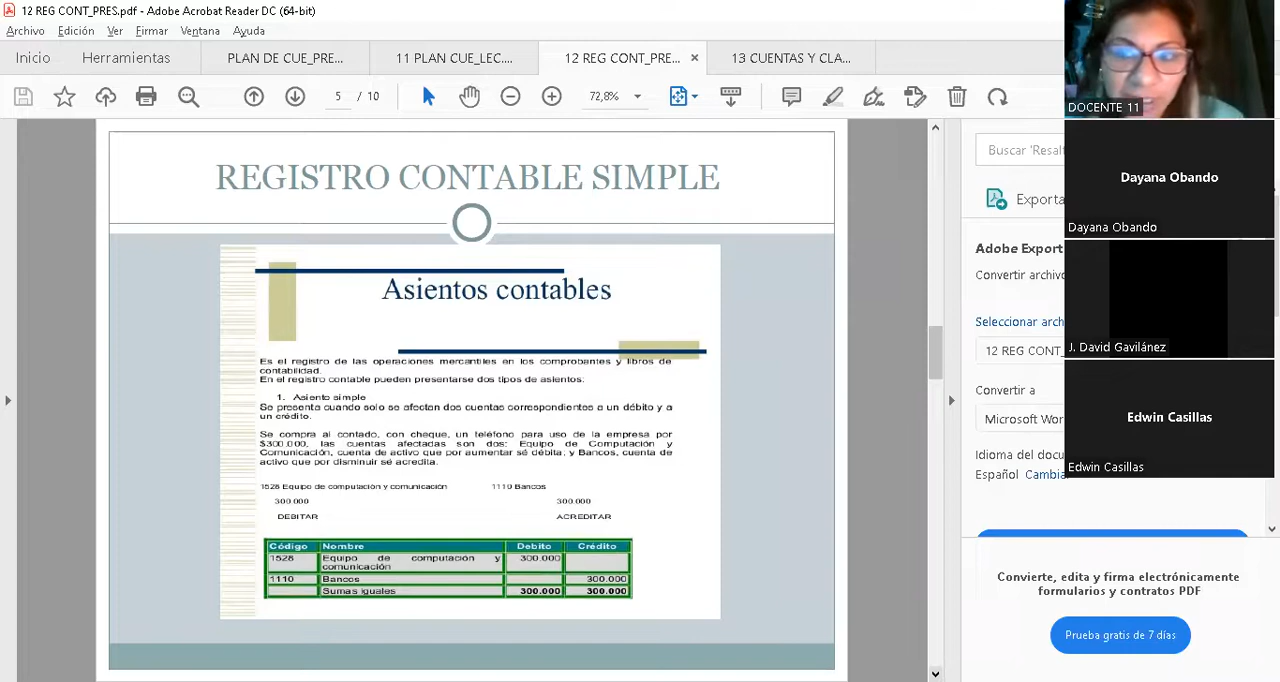 12 REG CONT_PRES.pdf - Adobe Acrobat Reader DC (64-bit)
Archivo Edición Ver Firmar Ventana Ayuda
Inicio Herramientas PLAN DE CUE_PRE... 11 PLAN CUE_LEC.... 12 REG CONT_PRE... × 13 CUENTAS Y CLA...
5 / 10 72,8%
REGISTRO CONTABLE SIMPLE
Asientos contables
Es el registro de las operaciones mercantiles en los comprobantes y libros de
contabilidad.
En el registro contable pueden presentarse dos tipos de asientos:
1. Asiento simple
Se presenta cuando solo se afectan dos cuentas correspondientes a un débito y a
un crédito.
Se compra al contado, con cheque, un teléfono para uso de la empresa por
$300.000, las cuentas afectadas son dos: Equipo de Computación y
Comunicación, cuenta de activo que por aumentar sé débita; y Bancos, cuenta de
activo que por disminuir sé acredita.
1528 Equipo de computación y comunicación 1110 Bancos
300.000 300.000
DEBITAR ACREDITAR
Código Nombre Debito Crédito
1528 Equipo de computación y 300.000
comunicación
1110 Bancos 300.000
Sumas iguales 300.000 300.000
Buscar 'Resal
Exporta
Adobe Export
Convertir archivo
Seleccionar arch
12 REG CONT_
Convertir a
Microsoft Wor
Idioma del docu
Español Cambia
Convierte, edita y firma electrónicamente
formularios y contratos PDF
Prueba gratis de 7 días
DOCENTE 11
Dayana Obando
Dayana Obando
J. David Gavilánez
Edwin Casillas
Edwin Casillas